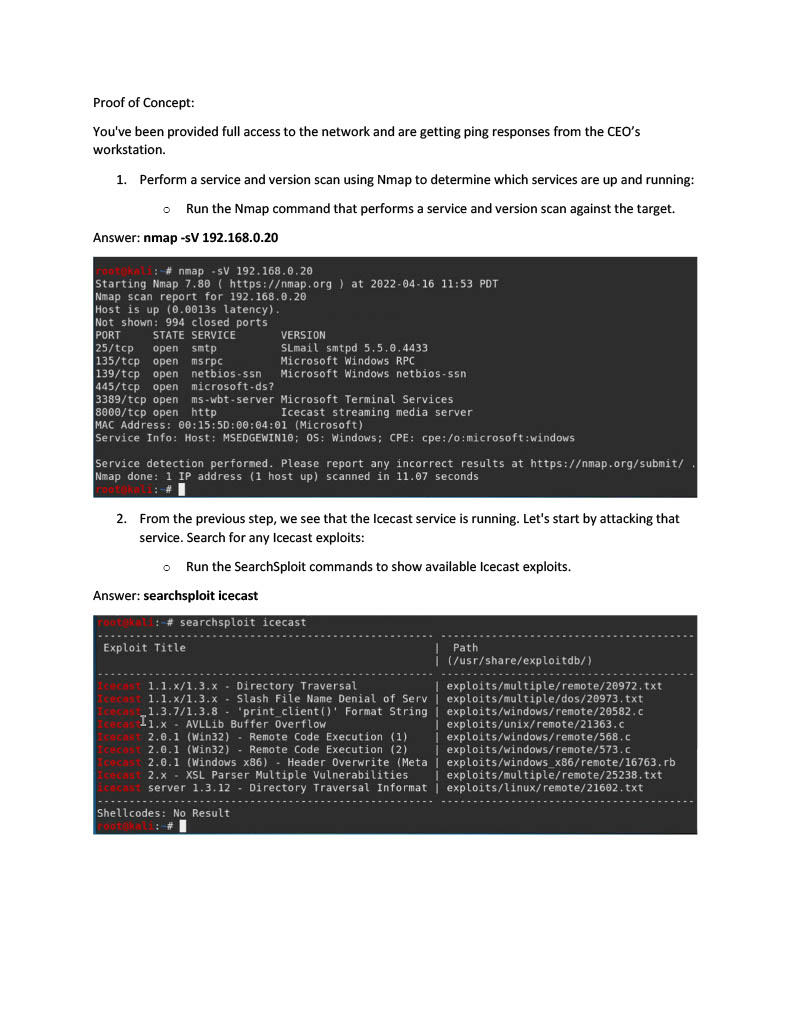 Proof of Concept:
You've been provided full access to the network and are getting ping responses from the CEO’s
workstation.
1. Perform a service and version scan using Nmap to determine which services are up and running:
o Run the Nmap command that performs a service and version scan against the target.
Answer: nmap -sV 192.168.0.20
root@kali:~# nmap -sV 192.168.0.20
Starting Nmap 7.80 ( https://nmap.org ) at 2022-04-16 11:53 PDT
Nmap scan report for 192.168.0.20
Host is up (0.0013s latency).
Not shown: 994 closed ports
PORT STATE SERVICE VERSION
25/tcp open smtp SLmail smtpd 5.5.0.4433
135/tcp open msrpc Microsoft Windows RPC
139/tcp open netbios-ssn Microsoft Windows netbios-ssn
445/tcp open microsoft-ds?
3389/tcp open ms-wbt-server Microsoft Terminal Services
8000/tcp open http Icecast streaming media server
MAC Address: 00:15:5D:00:04:01 (Microsoft)
Service Info: Host: MSEDGEWIN10; OS: Windows; CPE: cpe:/o:microsoft:windows
Service detection performed. Please report any incorrect results at https://nmap.org/submit/ .
Nmap done: 1 IP address (1 host up) scanned in 11.07 seconds
root@kali:~#
2. From the previous step, we see that the Icecast service is running. Let's start by attacking that
service. Search for any Icecast exploits:
o Run the SearchSploit commands to show available Icecast exploits.
Answer: searchsploit icecast
root@kali:~# searchsploit icecast
Exploit Title | Path
| (/usr/share/exploitdb/)
Icecast 1.1.x/1.3.x - Directory Traversal | exploits/multiple/remote/20972.txt
Icecast 1.1.x/1.3.x - Slash File Name Denial of Serv | exploits/multiple/dos/20973.txt
Icecast 1.3.7/1.3.8 - 'print_client()' Format String | exploits/windows/remote/20582.c
Icecast 1.x - AVLLib Buffer Overflow | exploits/unix/remote/21363.c
Icecast 2.0.1 (Win32) - Remote Code Execution (1) | exploits/windows/remote/568.c
Icecast 2.0.1 (Win32) - Remote Code Execution (2) | exploits/windows/remote/573.c
Icecast 2.0.1 (Windows x86) - Header Overwrite (Meta | exploits/windows_x86/remote/16763.rb
Icecast 2.x - XSL Parser Multiple Vulnerabilities | exploits/multiple/remote/25238.txt
icecast server 1.3.12 - Directory Traversal Informat | exploits/linux/remote/21602.txt
Shellcodes: No Result
root@kali:~#